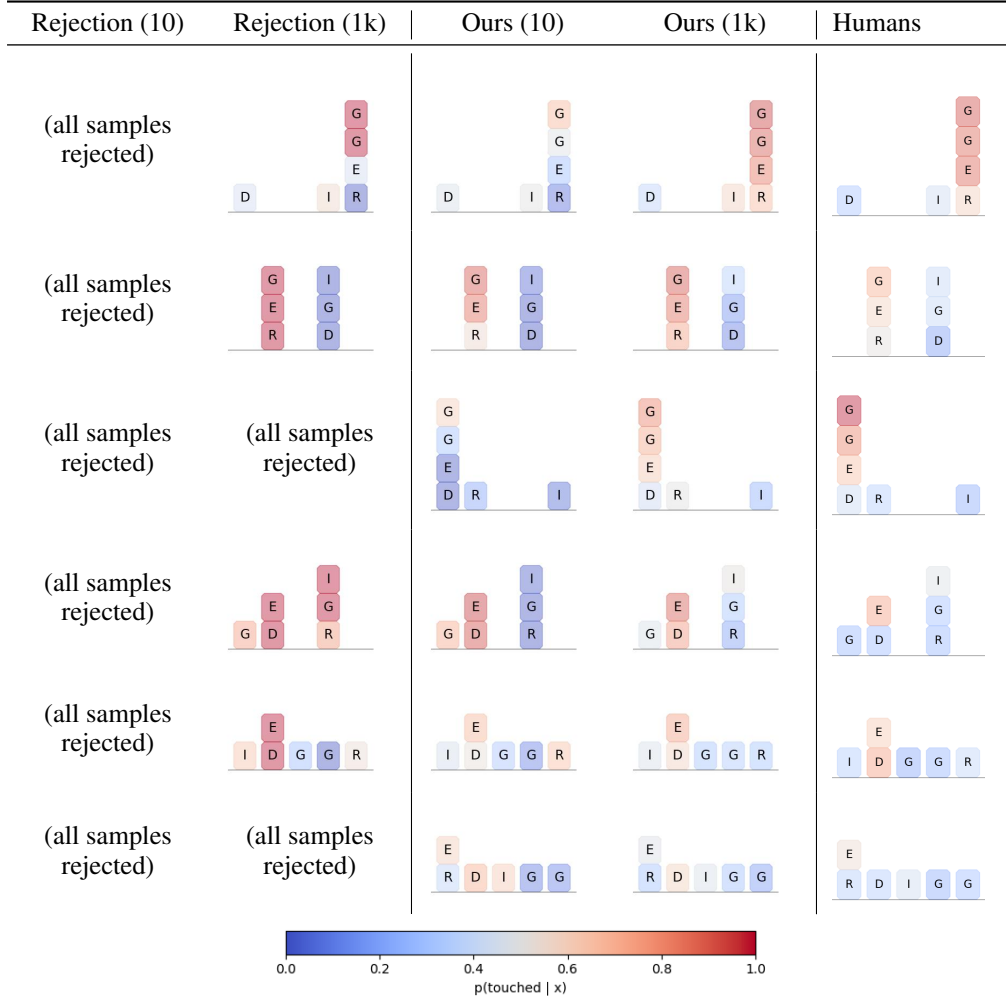 Rejection (10) Rejection (1k) Ours (10) Ours (1k) Humans
(all samples
rejected)
G G G G G
G G G G G
E E E E
D I R D I R D I R D I R
(all samples
rejected)
G I G I G I G I
E G E G E G E G
R D R D R D R D
(all samples
rejected)
(all samples
rejected)
G G G
G G G
E E E
D R I D R I D R I
(all samples
rejected)
I I I I
E G E G E G E G
G D R G D R G D R G D R
(all samples
rejected)
E E E E
I D G G R I D G G R I D G G R I D G G R
(all samples
rejected)
(all samples
rejected)
E E E
R D I G G R D I G G R D I G G
0.0 0.2 0.4 0.6 0.8 1.0
p(touched | x)